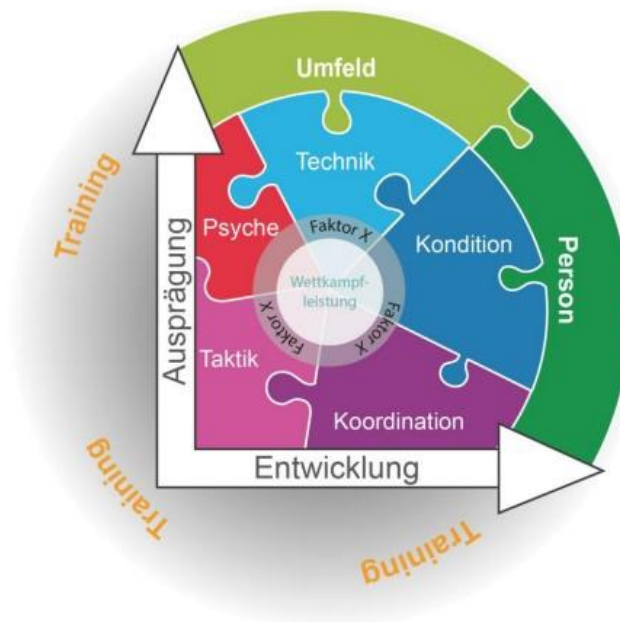 Umfeld
Technik
Training
Psyche
Faktor X
Kondition
Person
Ausprägung
Wettkampf-
leistung
Faktor X
Faktor X
Taktik
Koordination
Entwicklung
Training
Training